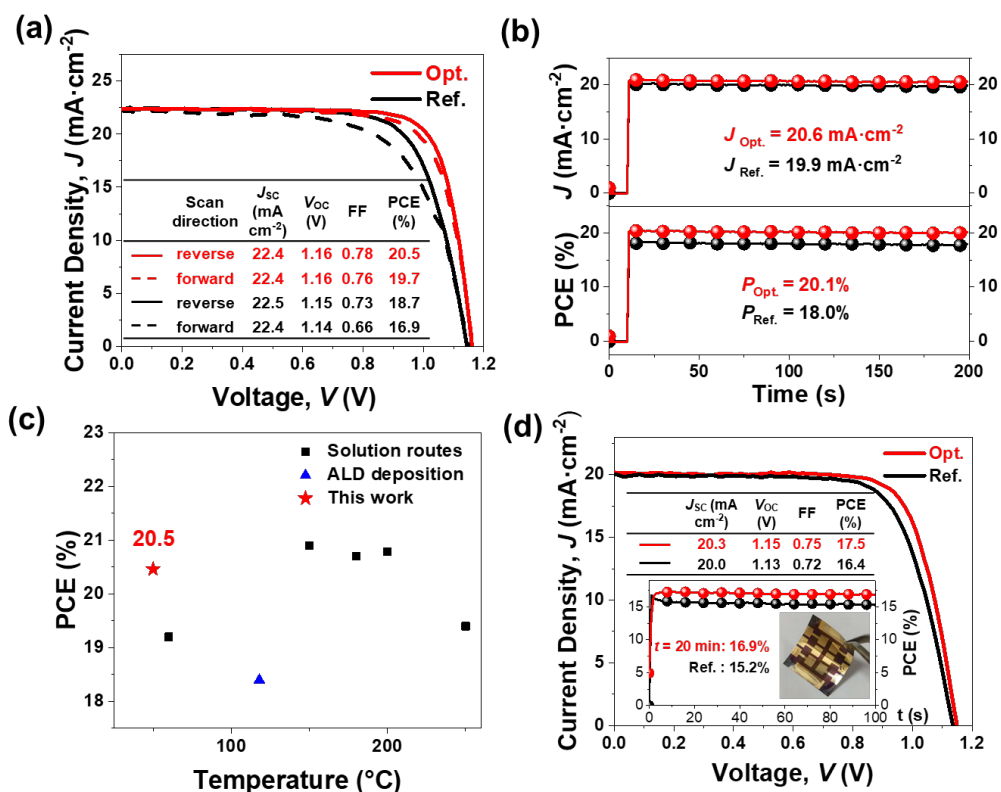 (a)
Current Density, J (mA·cm-2)
25
20
15
10
5
0
0.0 0.2 0.4 0.6 0.8 1.0 1.2
Voltage, V (V)
Opt.
Ref.
Scan direction JSC (mA cm-2) VOC (V) FF PCE (%)
reverse 22.4 1.16 0.78 20.5
forward 22.4 1.16 0.76 19.7
reverse 22.5 1.15 0.73 18.7
forward 22.4 1.14 0.66 16.9
(b)
J (mA·cm-2)
20
10
0
20
10
0
J Opt. = 20.6 mA·cm-2
J Ref. = 19.9 mA·cm-2
PCE (%)
20
10
0
20
10
0
POpt. = 20.1%
PRef. = 18.0%
0 50 100 150 200
Time (s)
(c)
PCE (%)
23
22
21
20
19
18
100 200
Temperature (°C)
Solution routes
ALD deposition
This work
20.5
(d)
Current Density, J (mA·cm-2)
20
15
10
5
0
0.0 0.2 0.4 0.6 0.8 1.0 1.2
Voltage, V (V)
Opt.
Ref.
JSC (mA cm-2) VOC (V) FF PCE (%)
20.3 1.15 0.75 17.5
20.0 1.13 0.72 16.4
15
10
5
0
15
10
5
0
PCE (%)
t = 20 min: 16.9%
Ref. : 15.2%
0 20 40 60 80 100
t (s)